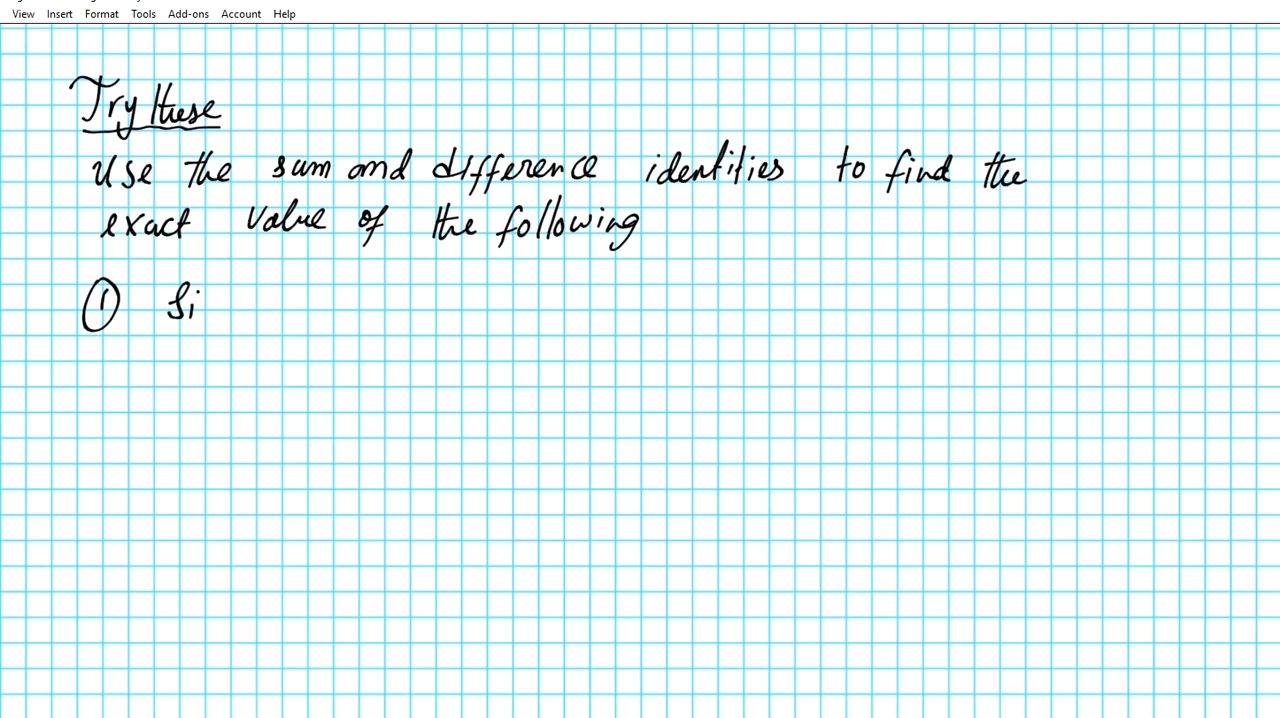 View Insert Format Tools Add-ons Account Help
Try these
Use the sum and difference identities to find the
exact value of the following
① Si